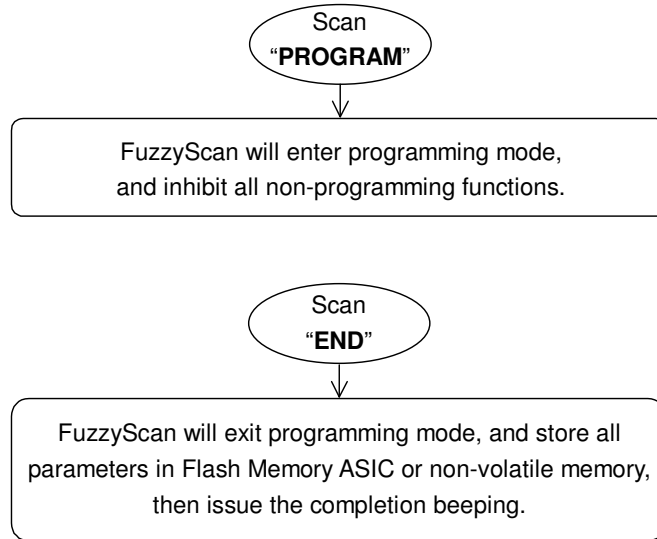 Scan
“PROGRAM”
FuzzyScan will enter programming mode,
and inhibit all non-programming functions.
Scan
“END”
FuzzyScan will exit programming mode, and store all
parameters in Flash Memory ASIC or non-volatile memory,
then issue the completion beeping.